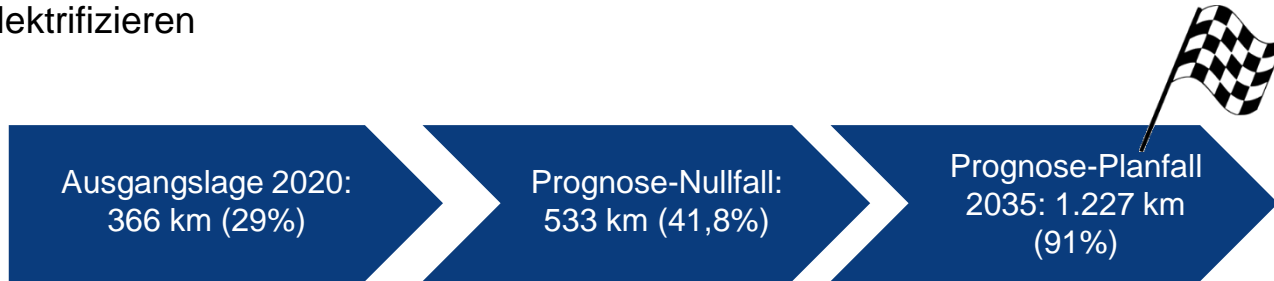 lektrifizieren
Ausgangslage 2020:
366 km (29%)
Prognose-Nullfall:
533 km (41,8%)
Prognose-Planfall
2035: 1.227 km
(91%)